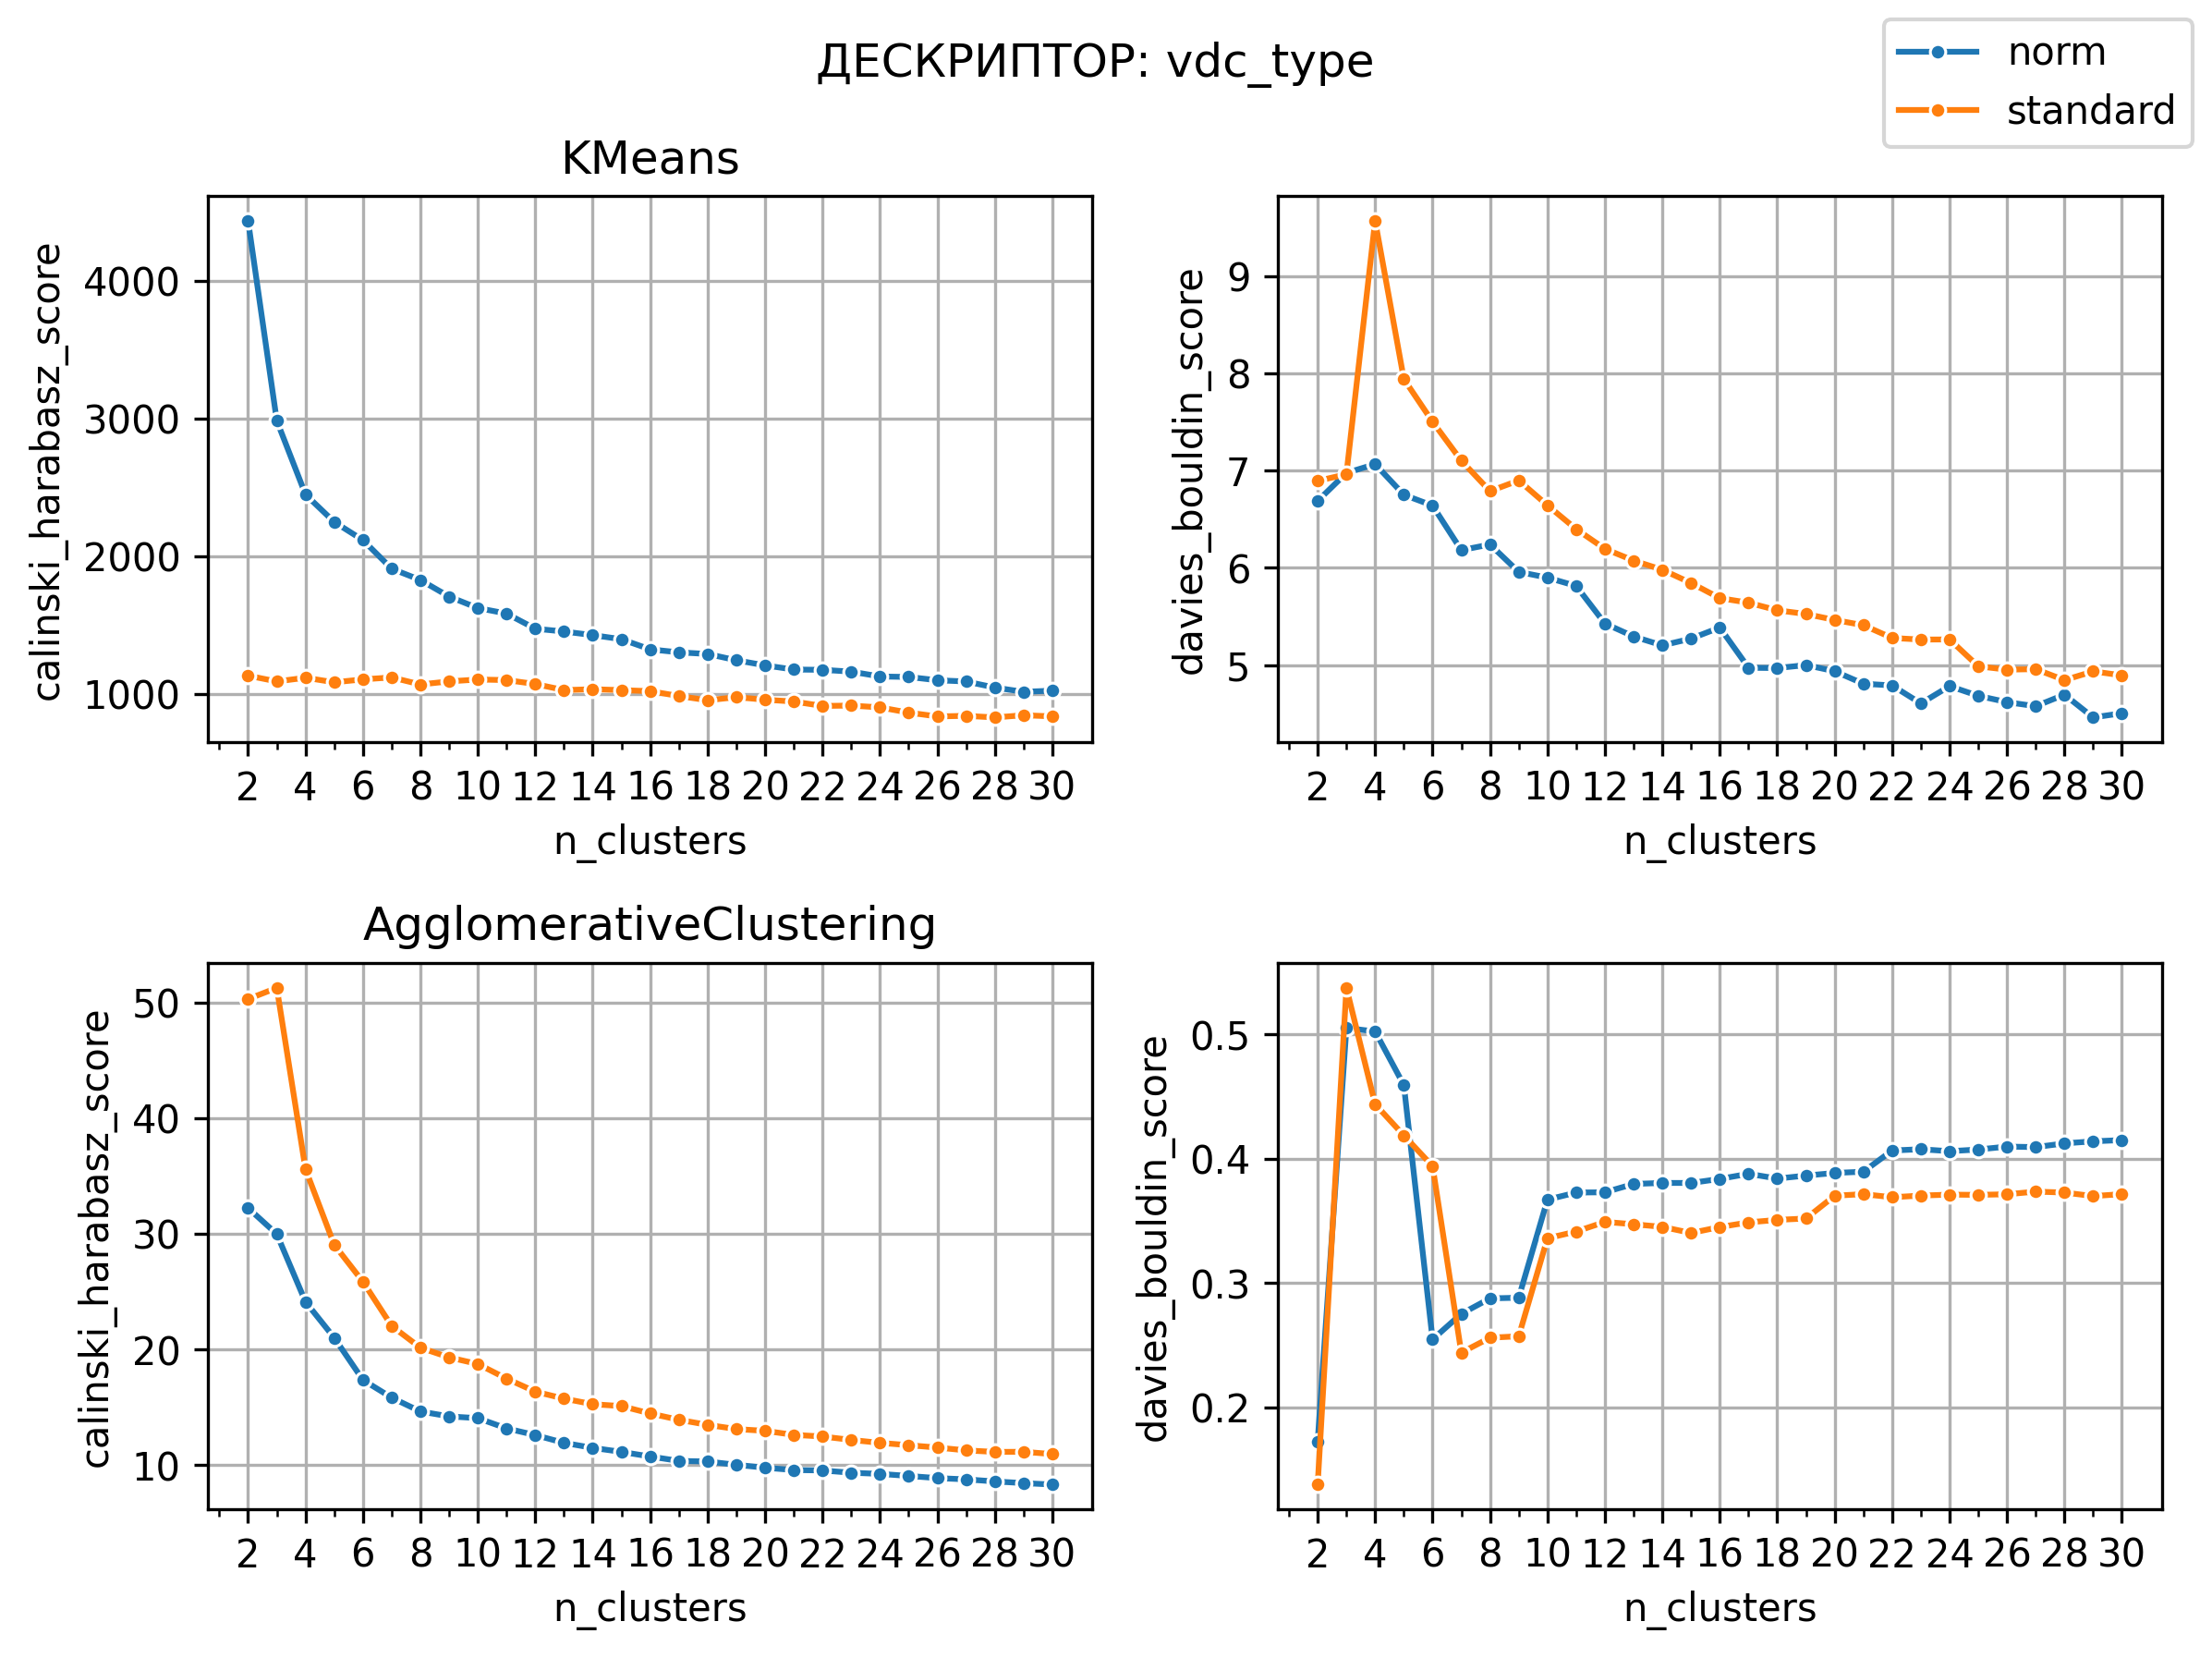 ДЕСКРИПТОР: vdc_type
norm
standard
KMeans
calinski_harabasz_score
4000
3000
2000
1000
2 4 6 8 10 12 14 16 18 20 22 24 26 28 30
n_clusters
davies_bouldin_score
9
8
7
6
5
2 4 6 8 10 12 14 16 18 20 22 24 26 28 30
n_clusters
AgglomerativeClustering
calinski_harabasz_score
50
40
30
20
10
2 4 6 8 10 12 14 16 18 20 22 24 26 28 30
n_clusters
davies_bouldin_score
0.5
0.4
0.3
0.2
2 4 6 8 10 12 14 16 18 20 22 24 26 28 30
n_clusters